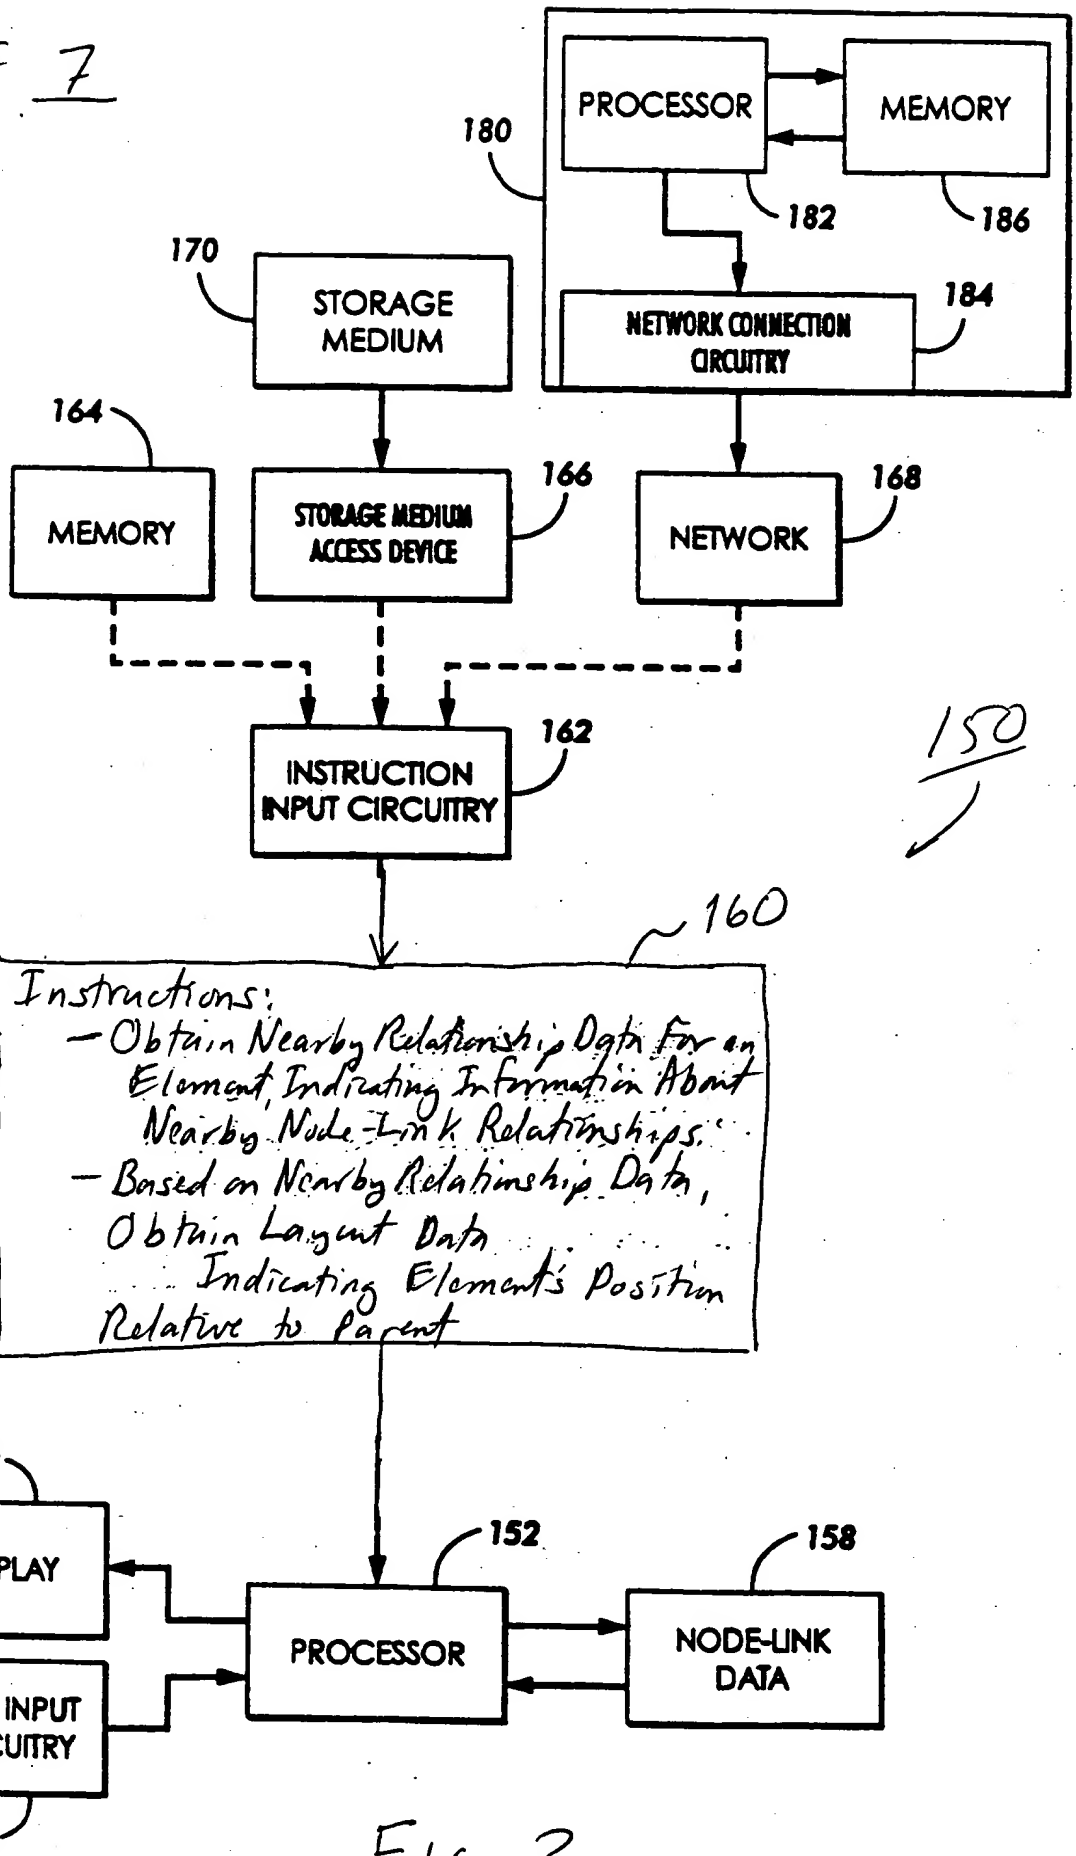 F 7
PROCESSOR
MEMORY
180
182
186
170
STORAGE
MEDIUM
184
NETWORK CONNECTION
CIRCUITRY
164
166
168
MEMORY
STORAGE MEDIUM
ACCESS DEVICE
NETWORK
162
150
INSTRUCTION
INPUT CIRCUITRY
160
Instructions:
— Obtain Nearby Relationship Data For an
Element, Indicating Information About
Nearby Node-Link Relationships.
— Based on Nearby Relationship Data,
Obtain Layout Data
Indicating Element's Position
Relative to Parent
152
158
PLAY
PROCESSOR
NODE-LINK
DATA
INPUT
CUITRY